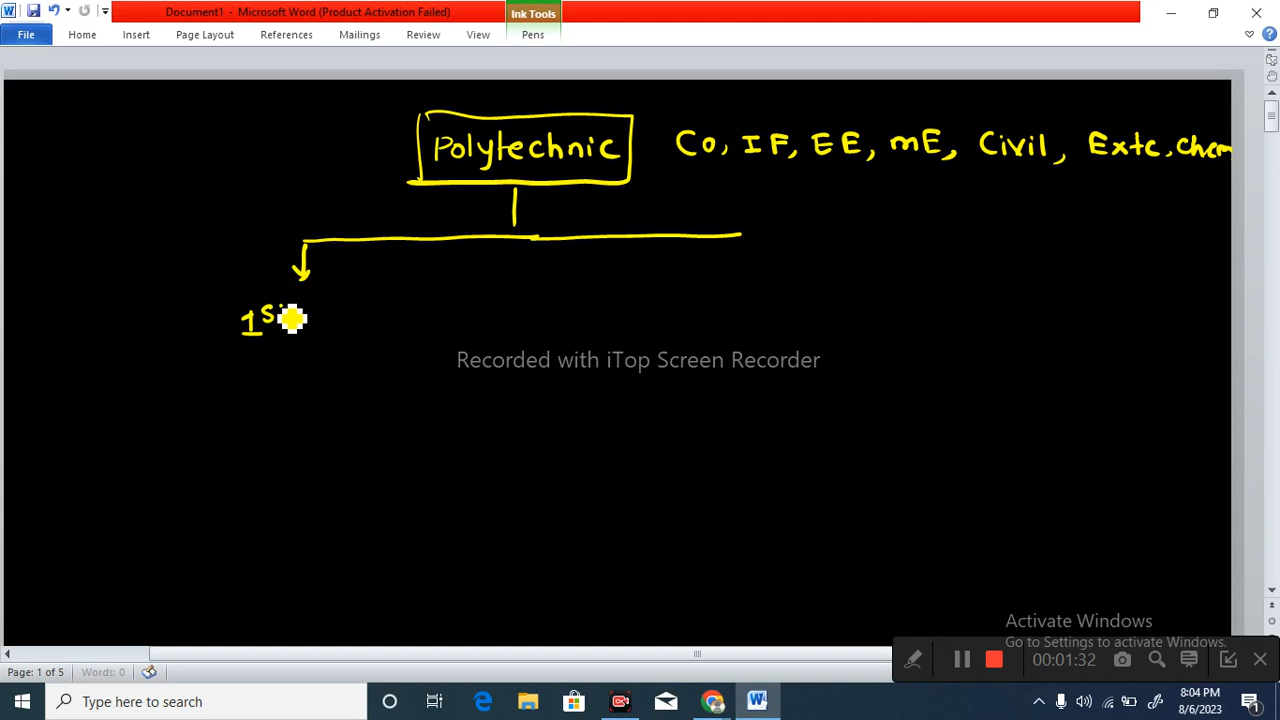 Document1 - Microsoft Word (Product Activation Failed)
Ink Tools
File Home Insert Page Layout References Mailings Review View Pens
Polytechnic Co, IF, EE, mE, Civil, Extc, chem
1
Recorded with iTop Screen Recorder
Activate Windows
Go to Settings to activate Windows.
00:01:32
Page: 1 of 5 Words: 0
Type here to search
8:04 PM
8/6/2023